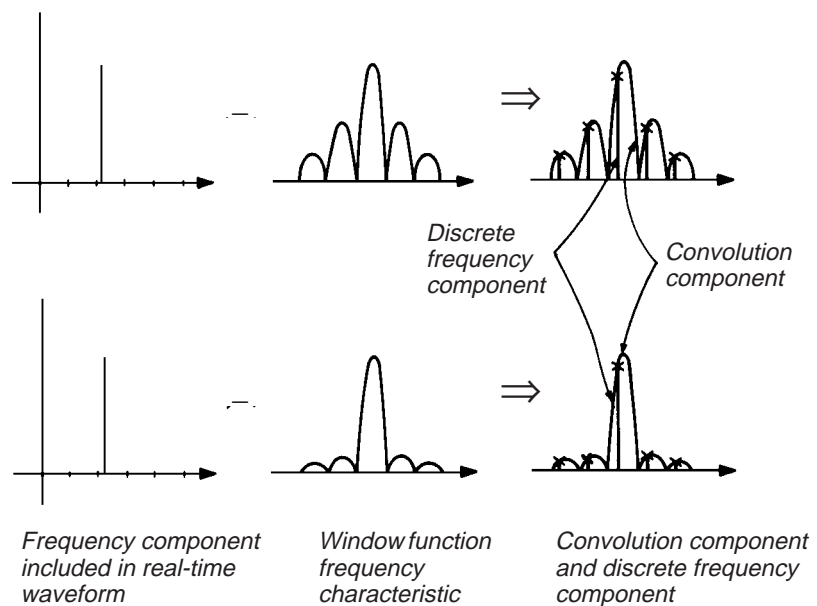 Discrete
frequency
component
Convolution
component
Frequency component
included in real-time
waveform
Window function
frequency
characteristic
Convolution component
and discrete frequency
component